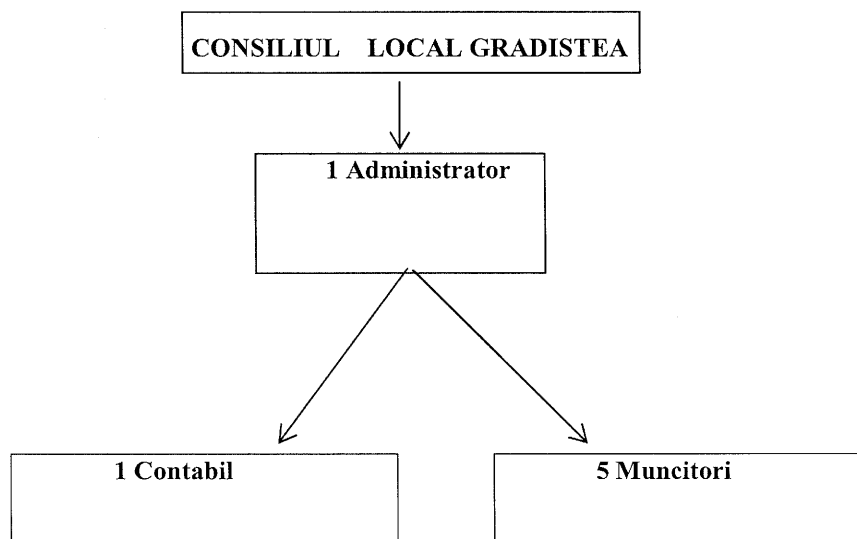 CONSILIUL LOCAL GRADISTEA
1 Administrator
1 Contabil
5 Muncitori